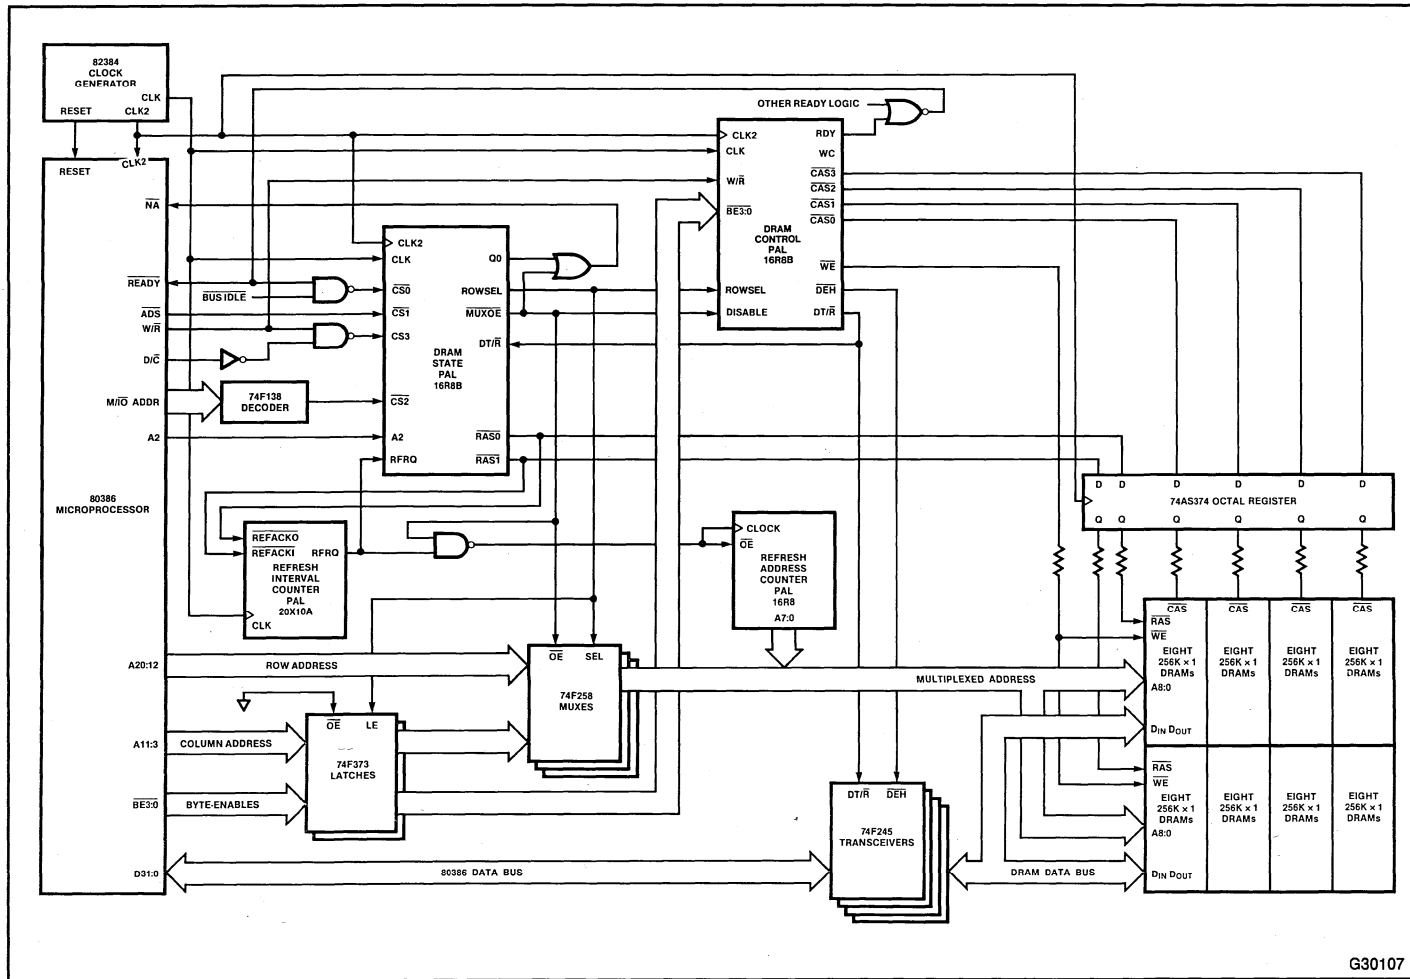 82384
CLOCK
GENERATOR
CLK
RESET CLK2
RESET
CLK2
NA
READY
ADS
W/R
D/C
M/IO ADDR
A2
80386
MICROPROCESSOR
A20:12
A11:3
BE3:0
D31:0
BUS IDLE
74F138
DECODER
CLK2
CLK
CS0
CS1
CS3
CS2
A2
RFRQ
DRAM
STATE
PAL
16R8B
Q0
ROWSEL
MUXOE
DT/R
RAS0
RAS1
OTHER READY LOGIC
CLK2
CLK
W/R
BE3:0
ROWSEL
DISABLE
DRAM
CONTROL
PAL
16R8B
RDY
WC
CAS3
CAS2
CAS1
CAS0
WE
DEH
DT/R
D D D D D D
74AS374 OCTAL REGISTER
Q Q Q Q Q Q
REFACKO
REFACKI RFRQ
REFRESH
INTERVAL
COUNTER
PAL
20X10A
CLK
CLOCK
OE
REFRESH
ADDRESS
COUNTER
PAL
16R8
A7:0
ROW ADDRESS
COLUMN ADDRESS
BYTE-ENABLES
OE LE
74F373
LATCHES
OE SEL
74F258
MUXES
MULTIPLEXED ADDRESS
80386 DATA BUS
DT/R DEH
74F245
TRANSCEIVERS
DRAM DATA BUS
CAS CAS CAS CAS
RAS
WE
EIGHT EIGHT EIGHT EIGHT
256K × 1 256K × 1 256K × 1 256K × 1
DRAMs DRAMs DRAMs DRAMs
A8:0
DIN DOUT
RAS
WE
EIGHT EIGHT EIGHT EIGHT
256K × 1 256K × 1 256K × 1 256K × 1
DRAMs DRAMs DRAMs DRAMs
A8:0
DIN DOUT
G30107